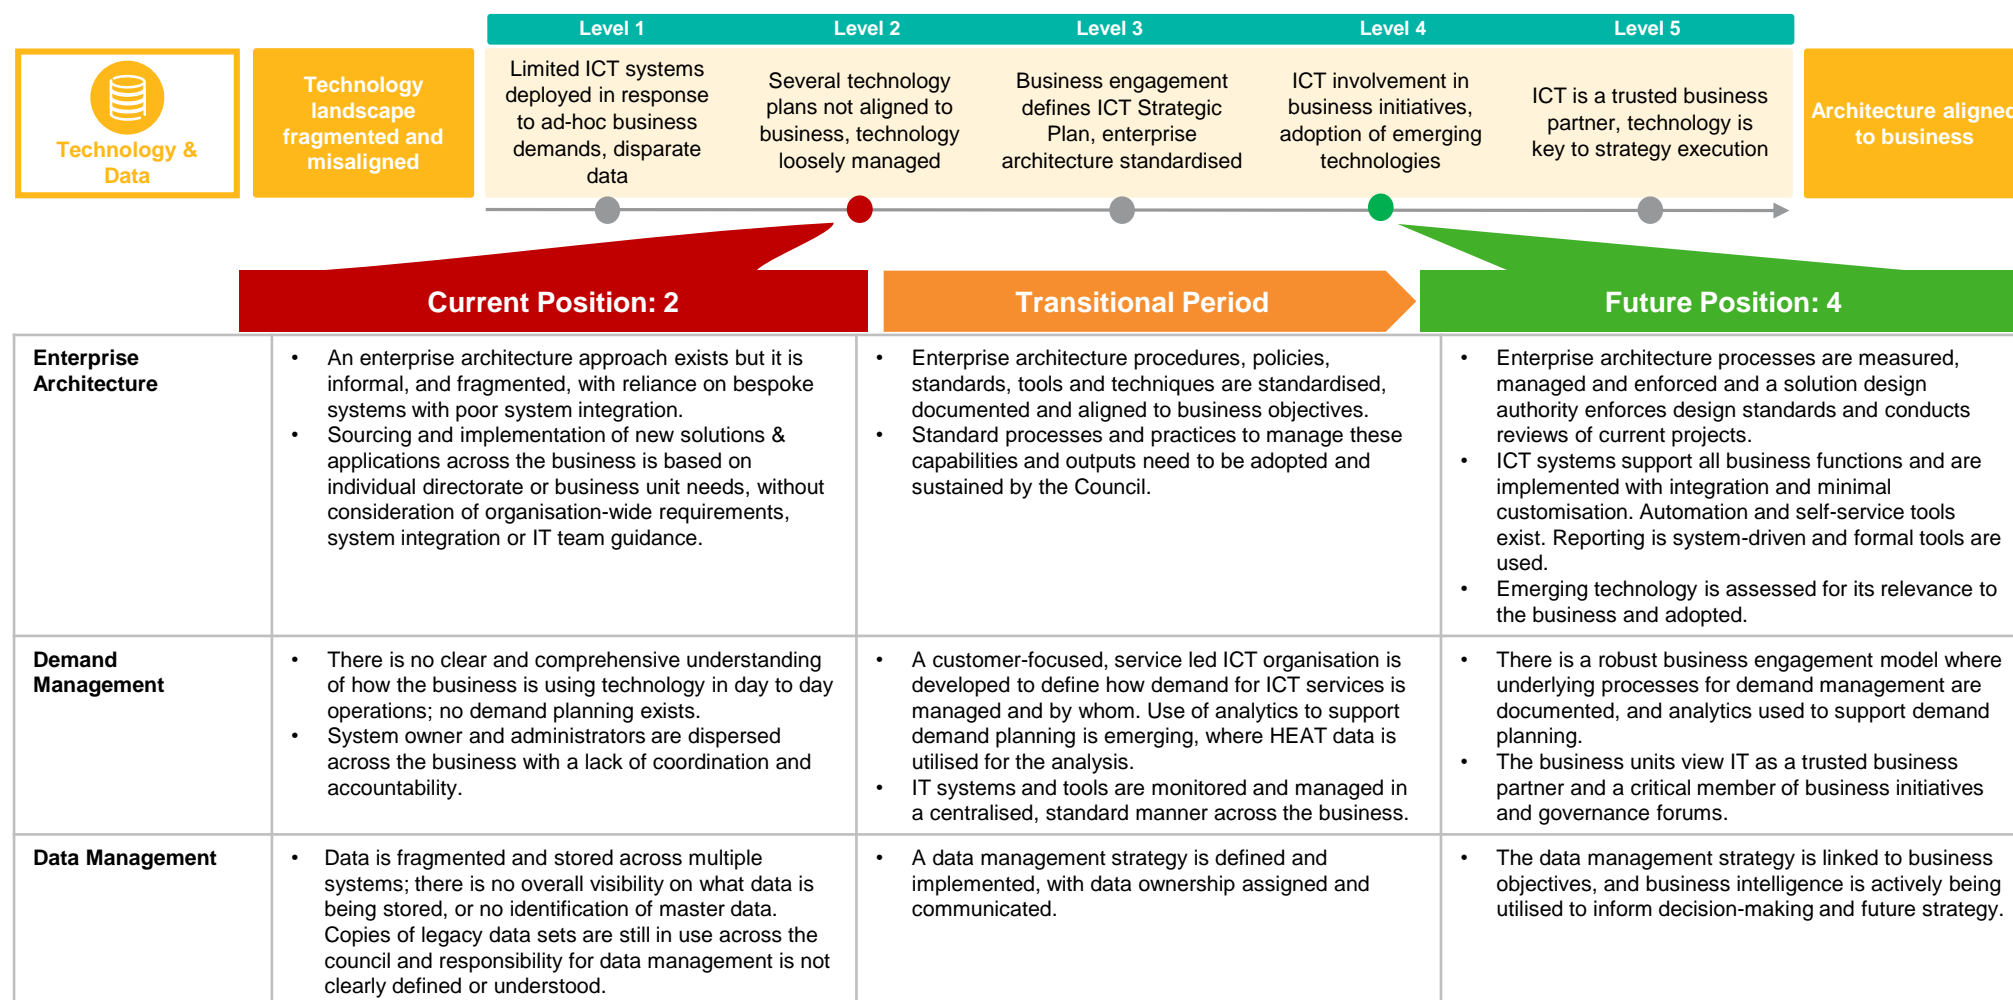 Level 1
Level 2
Level 3
Level 4
Level 5
Technology &
Data
Technology
landscape
fragmented and
misaligned
Limited ICT systems
deployed in response
to ad-hoc business
demands, disparate
data
Several technology
plans not aligned to
business, technology
loosely managed
Business engagement
defines ICT Strategic
Plan, enterprise
architecture standardised
ICT involvement in
business initiatives,
adoption of emerging
technologies
ICT is a trusted business
partner, technology is
key to strategy execution
Architecture aligned
to business
Current Position: 2
Transitional Period
Future Position: 4
Enterprise
Architecture
• An enterprise architecture approach exists but it is
informal, and fragmented, with reliance on bespoke
systems with poor system integration.
• Sourcing and implementation of new solutions &
applications across the business is based on
individual directorate or business unit needs, without
consideration of organisation-wide requirements,
system integration or IT team guidance.
• Enterprise architecture procedures, policies,
standards, tools and techniques are standardised,
documented and aligned to business objectives.
• Standard processes and practices to manage these
capabilities and outputs need to be adopted and
sustained by the Council.
• Enterprise architecture processes are measured,
managed and enforced and a solution design
authority enforces design standards and conducts
reviews of current projects.
• ICT systems support all business functions and are
implemented with integration and minimal
customisation. Automation and self-service tools
exist. Reporting is system-driven and formal tools are
used.
• Emerging technology is assessed for its relevance to
the business and adopted.
Demand
Management
• There is no clear and comprehensive understanding
of how the business is using technology in day to day
operations; no demand planning exists.
• System owner and administrators are dispersed
across the business with a lack of coordination and
accountability.
• A customer-focused, service led ICT organisation is
developed to define how demand for ICT services is
managed and by whom. Use of analytics to support
demand planning is emerging, where HEAT data is
utilised for the analysis.
• IT systems and tools are monitored and managed in
a centralised, standard manner across the business.
• There is a robust business engagement model where
underlying processes for demand management are
documented, and analytics used to support demand
planning.
• The business units view IT as a trusted business
partner and a critical member of business initiatives
and governance forums.
Data Management
• Data is fragmented and stored across multiple
systems; there is no overall visibility on what data is
being stored, or no identification of master data.
Copies of legacy data sets are still in use across the
council and responsibility for data management is not
clearly defined or understood.
• A data management strategy is defined and
implemented, with data ownership assigned and
communicated.
• The data management strategy is linked to business
objectives, and business intelligence is actively being
utilised to inform decision-making and future strategy.